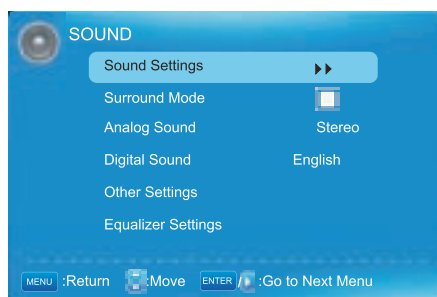 SOUND
Sound Settings
Surround Mode
Analog Sound Stereo
Digital Sound English
Other Settings
Equalizer Settings
MENU :Return :Move ENTER / :Go to Next Menu